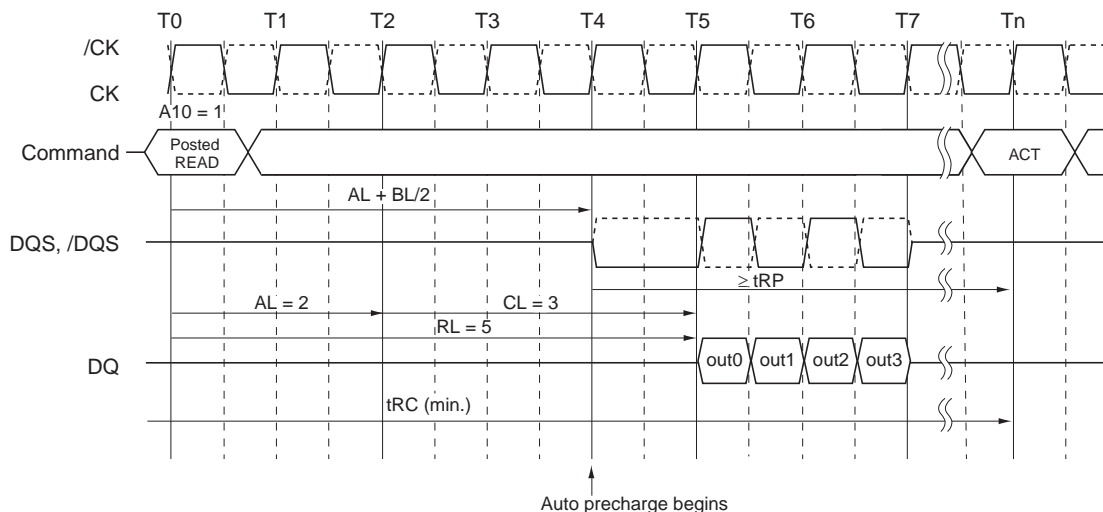 T0 T1 T2 T3 T4 T5 T6 T7 Tn
/CK
CK
A10 = 1
Command
Posted
READ
ACT
AL + BL/2
DQS, /DQS
≥ tRP
AL = 2
CL = 3
RL = 5
DQ
out0 out1 out2 out3
tRC (min.)
Auto precharge begins